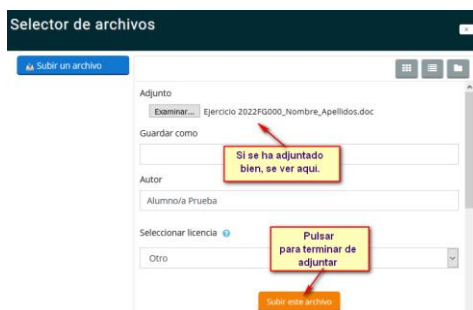 Selector de archivos
Subir un archivo
Adjunto
Examinar... Ejercicio 2022FG000_Nombre_Apellidos.doc
Guardar como
Si se ha adjuntado
bien, se ver aquí.
Autor
Alumno/a Prueba
Seleccionar licencia
Pulsar
para terminar de
adjuntar
Otro
Subir este archivo